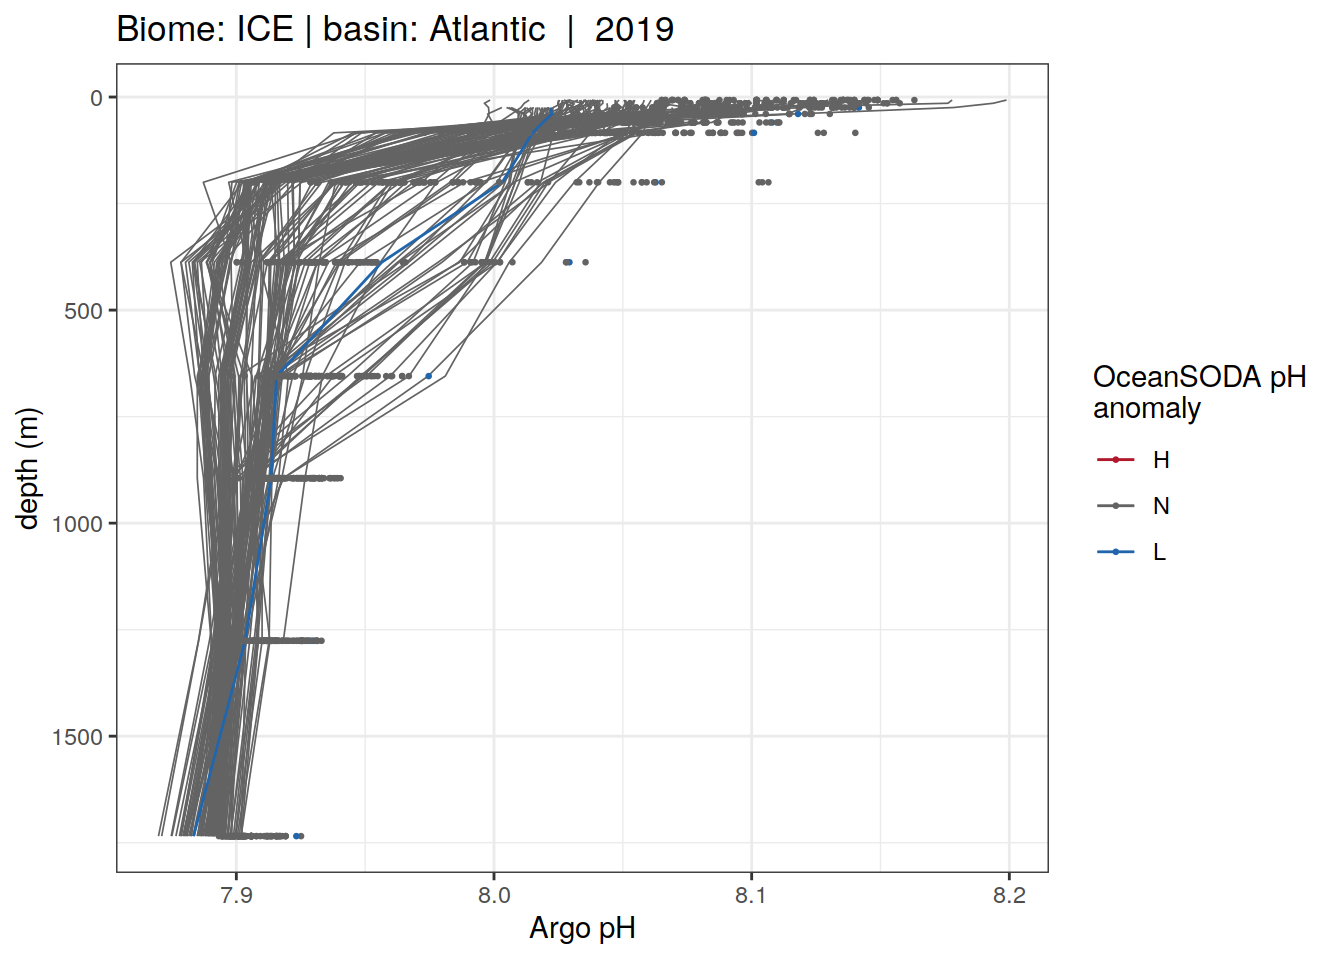 Biome: ICE | basin: Atlantic  |  2019
0
500
1000
1500
depth (m)
7.9
8.0
8.1
8.2
Argo pH
OceanSODA pH
anomaly
H
N
L